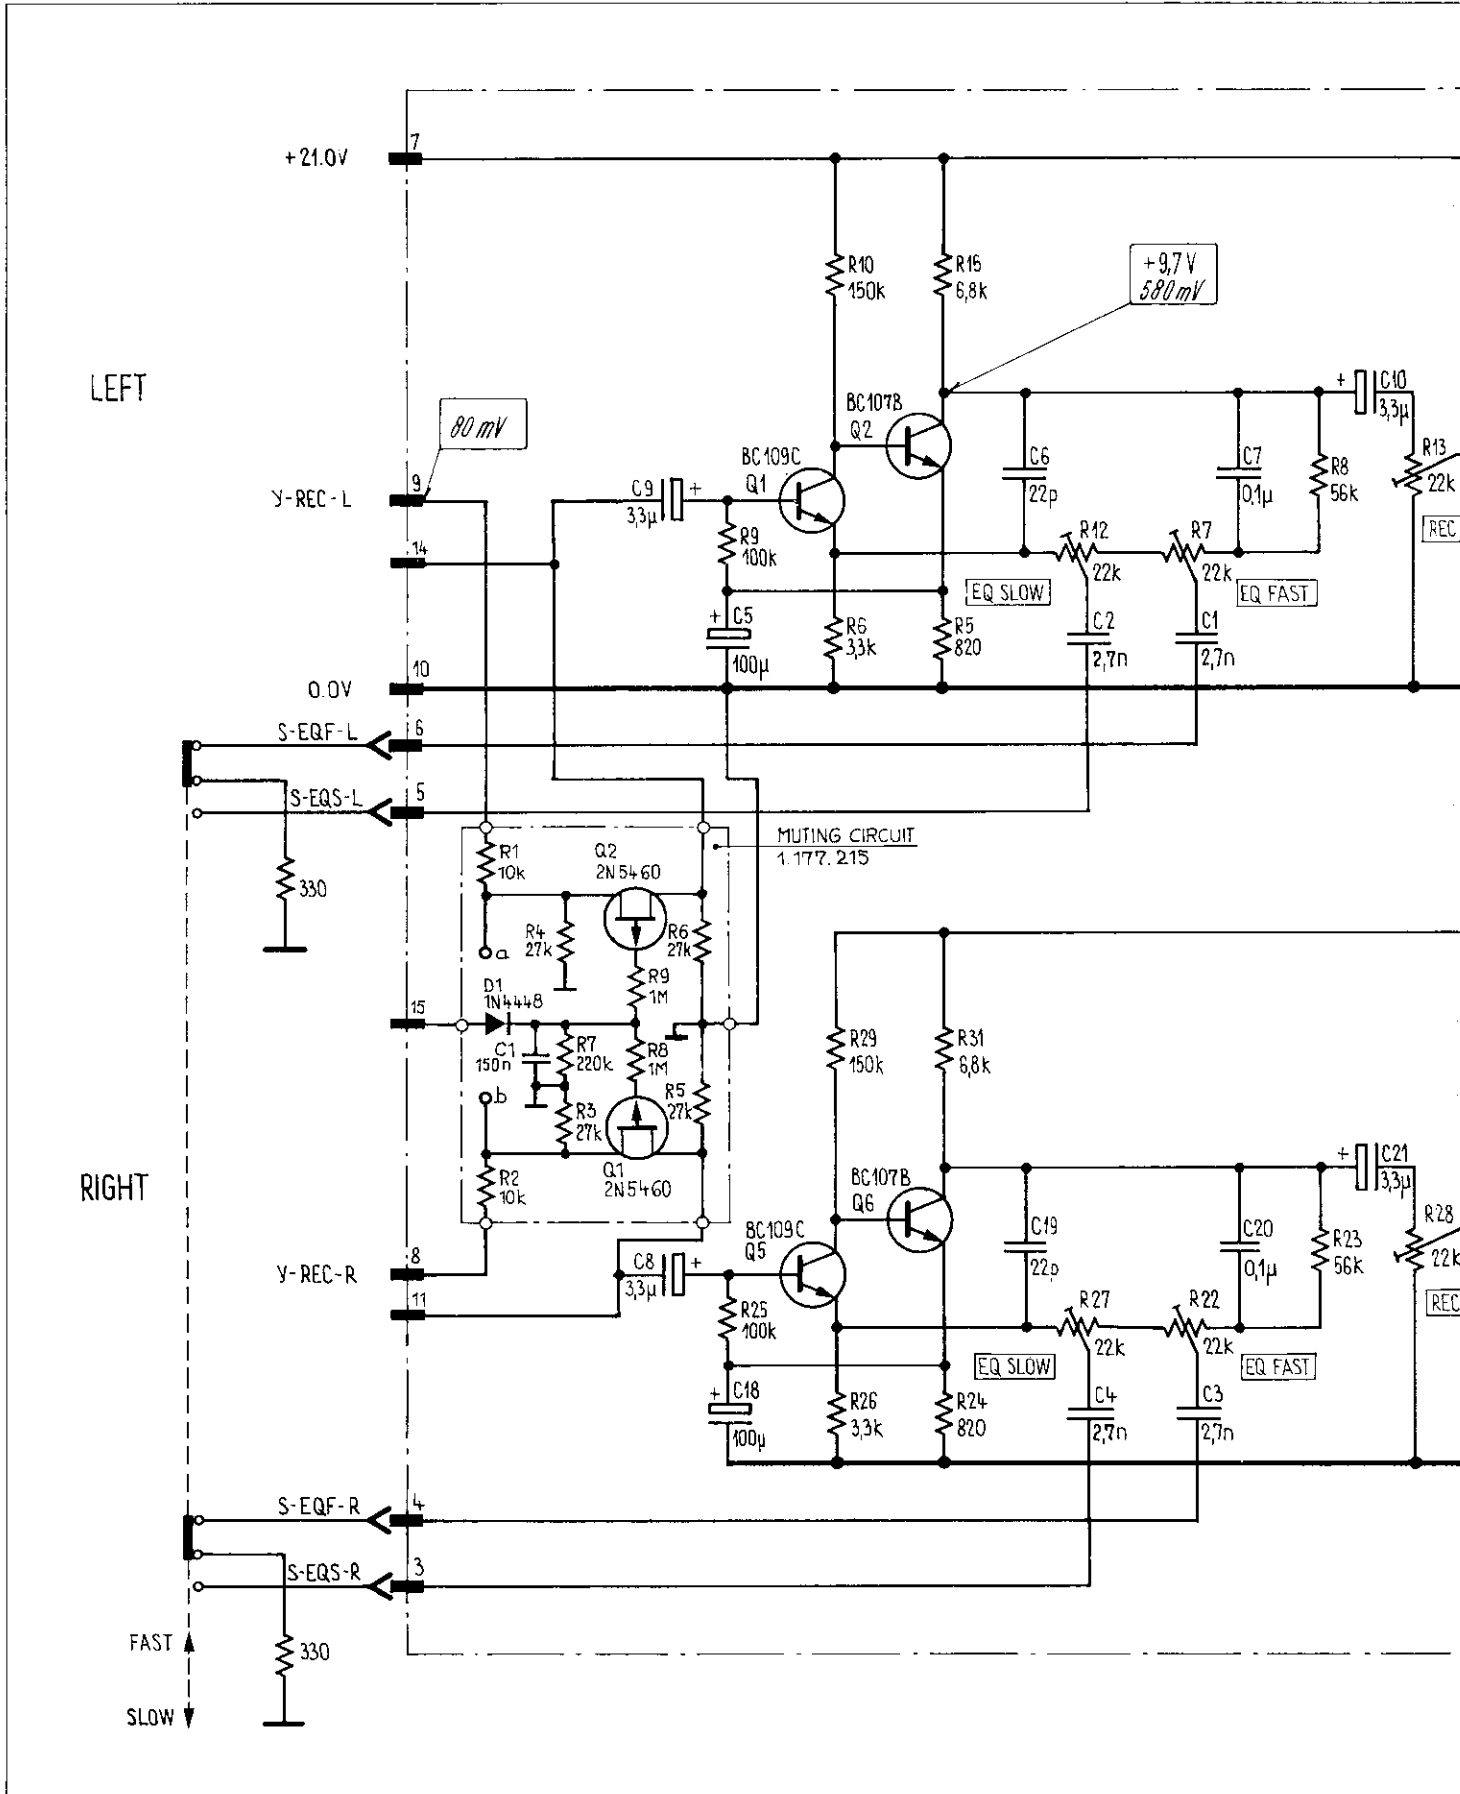 7
+21.0V
R10
150k
R15
6,8k
+9,7V
580mV
LEFT
80mV
BC107B
Q2
BC109C
Q1
+
C10
3,3µ
R13
22k
REC
9
Y-REC-L
C9
+
3,3µ
R9
100k
C6
22p
C7
0,1µ
R8
56k
14
R12
22k
R7
22k
EQ SLOW
EQ FAST
+
C5
100µ
R6
3,3k
R5
820
C2
2,7n
C1
2,7n
10
0.0V
S-EQF-L
6
S-EQS-L
5
330
MUTING CIRCUIT
1.177.215
R1
10k
Q2
2N5460
R4
27k
R6
27k
a
R9
1M
D1
1N4448
15
C1
150n
R7
220k
R8
1M
b
R3
27k
R5
27k
R2
10k
Q1
2N5460
R29
150k
R31
6,8k
RIGHT
BC107B
Q6
BC109C
Q5
+
C21
3,3µ
R28
22k
REC
8
Y-REC-R
11
C8
+
3,3µ
R25
100k
C19
22p
C20
0,1µ
R23
56k
R27
22k
R22
22k
EQ SLOW
EQ FAST
+
C18
100µ
R26
3,3k
R24
820
C4
2,7n
C3
2,7n
S-EQF-R
4
S-EQS-R
3
FAST
330
SLOW